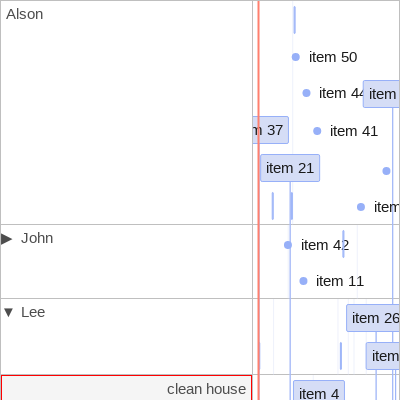 Alson
item 50
item 44
item
m 37
item 41
item 21
item
John
item 42
item 11
Lee
item 26
item
clean house
item 4